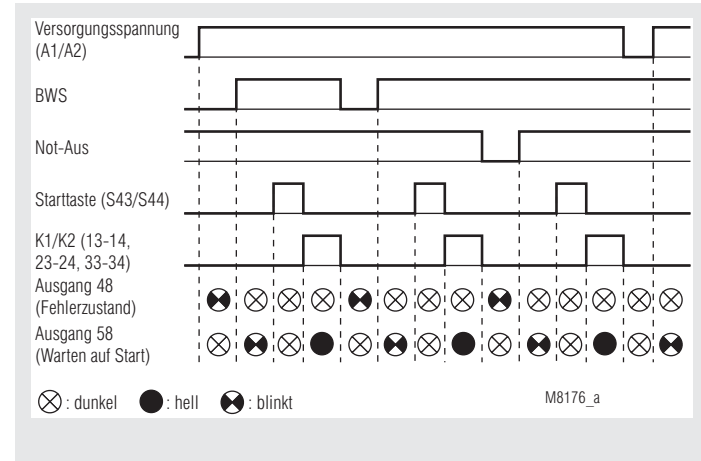 Versorgungsspannung
(A1/A2)
BWS
Not-Aus
Starttaste (S43/S44)
K1/K2 (13-14,
23-24, 33-34)
Ausgang 48
(Fehlerzustand)
Ausgang 58
(Warten auf Start)
: dunkel : hell : blinkt M8176_a